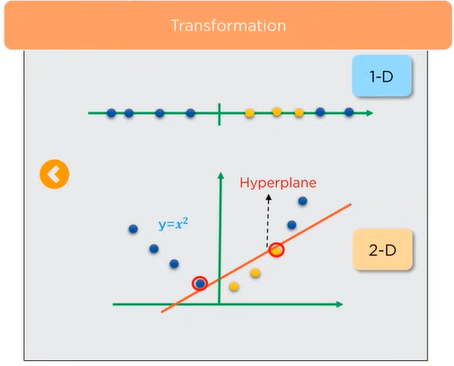 Transformation
1-D
Hyperplane
y=x²
2-D